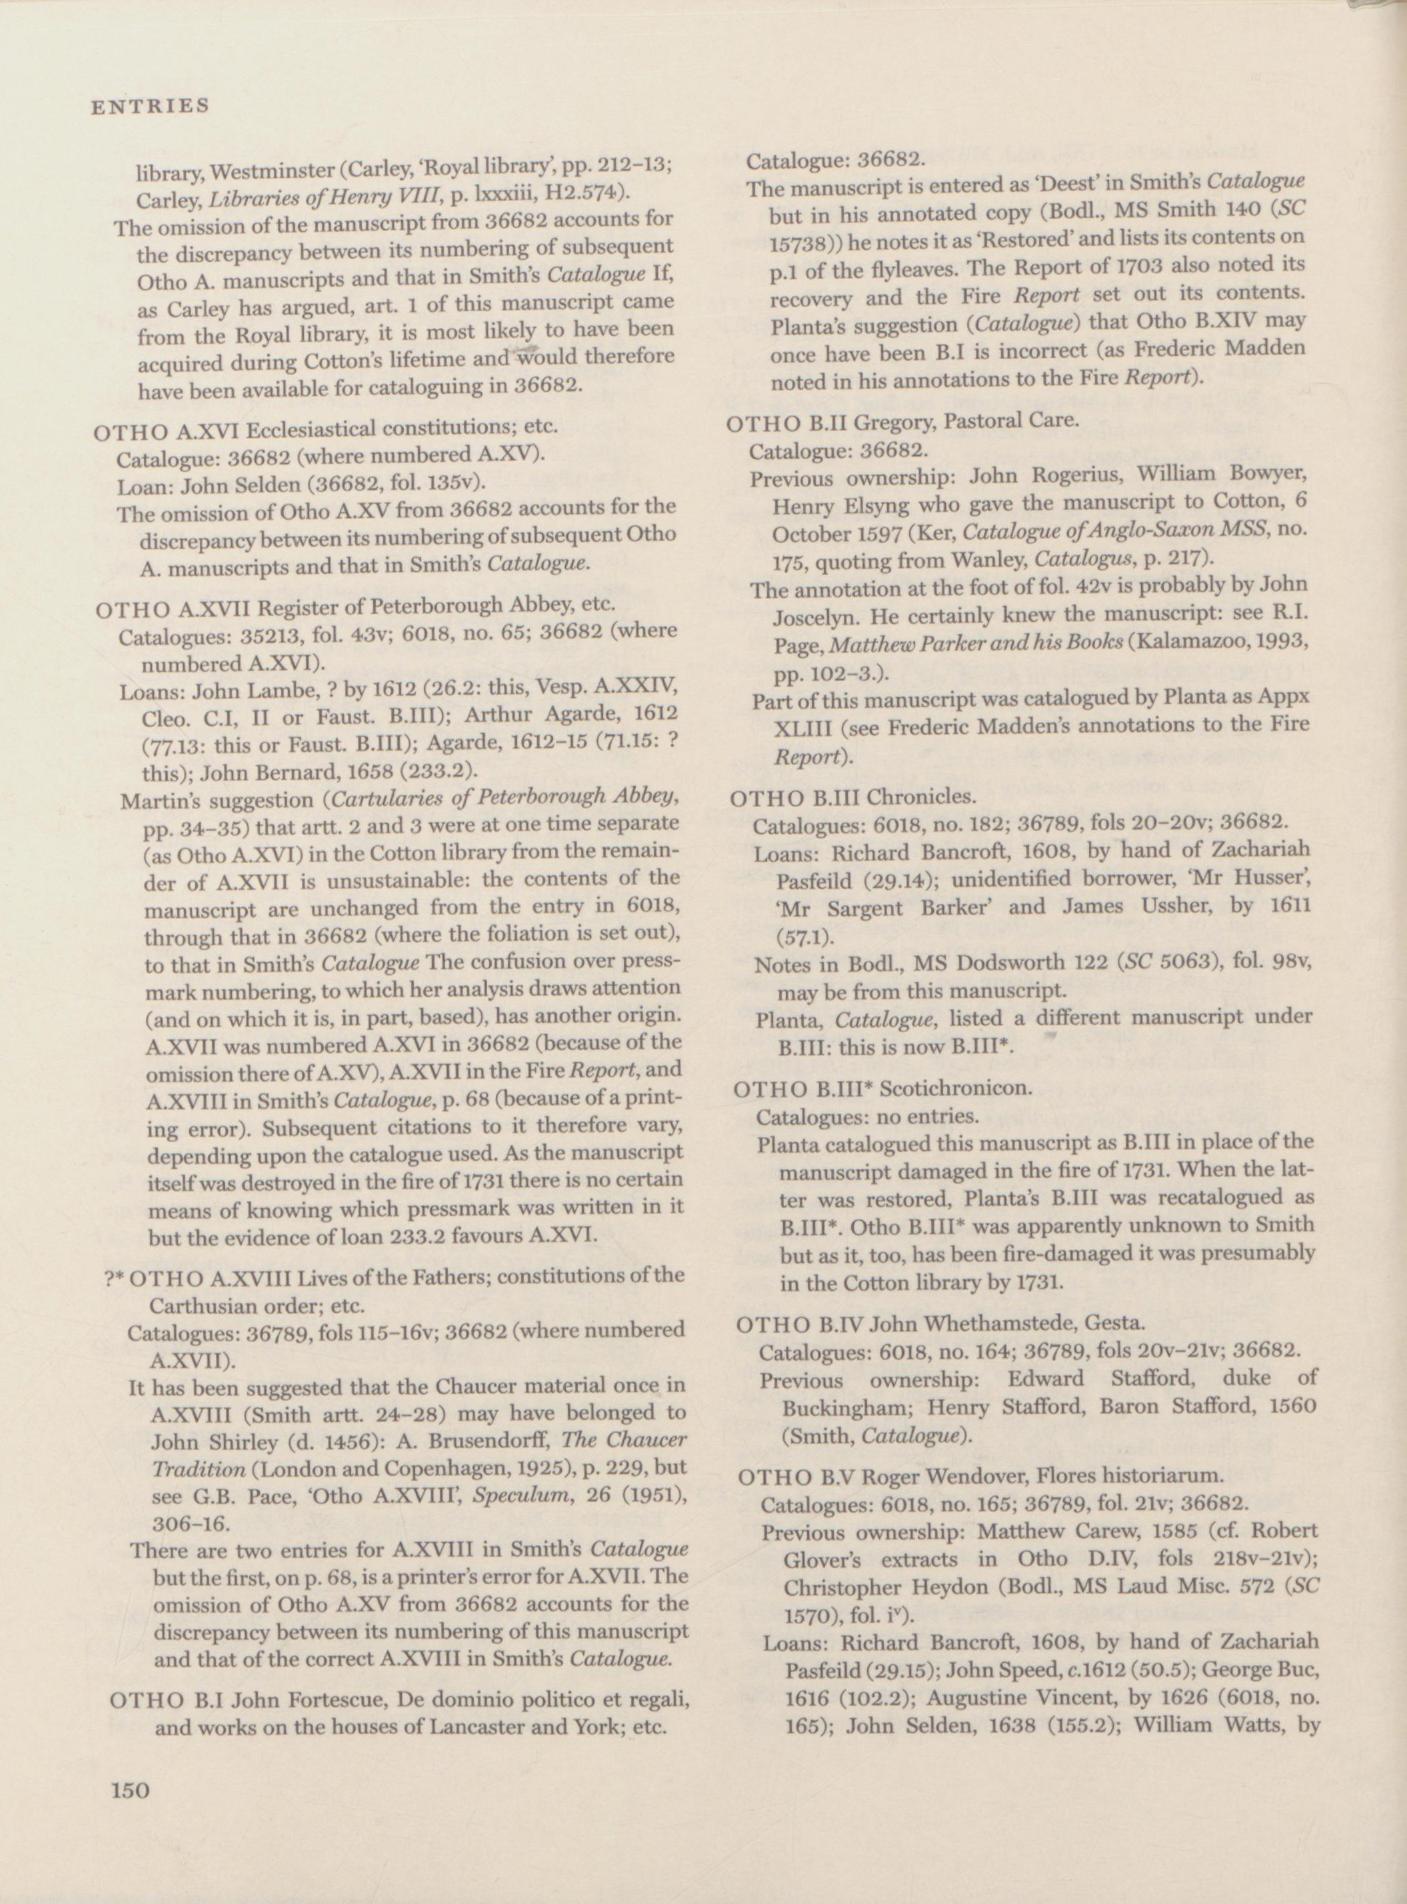 ENTRIES
library, Westminster (Carley, ‘Royal library’, pp. 212–13;
Carley, Libraries of Henry VIII, p. lxxxiii, H2.574).
The omission of the manuscript from 36682 accounts for
the discrepancy between its numbering of subsequent
Otho A. manuscripts and that in Smith’s Catalogue If,
as Carley has argued, art. 1 of this manuscript came
from the Royal library, it is most likely to have been
acquired during Cotton’s lifetime and would therefore
have been available for cataloguing in 36682.
OTHO A.XVI Ecclesiastical constitutions; etc.
Catalogue: 36682 (where numbered A.XV).
Loan: John Selden (36682, fol. 135v).
The omission of Otho A.XV from 36682 accounts for the
discrepancy between its numbering of subsequent Otho
A. manuscripts and that in Smith’s Catalogue.
OTHO A.XVII Register of Peterborough Abbey, etc.
Catalogues: 35213, fol. 43v; 6018, no. 65; 36682 (where
numbered A.XVI).
Loans: John Lambe, ? by 1612 (26.2: this, Vesp. A.XXIV,
Cleo. C.I, II or Faust. B.III); Arthur Agarde, 1612
(77.13: this or Faust. B.III); Agarde, 1612–15 (71.15: ?
this); John Bernard, 1658 (233.2).
Martin’s suggestion (Cartularies of Peterborough Abbey,
pp. 34–35) that artt. 2 and 3 were at one time separate
(as Otho A.XVI) in the Cotton library from the remain-
der of A.XVII is unsustainable: the contents of the
manuscript are unchanged from the entry in 6018,
through that in 36682 (where the foliation is set out),
to that in Smith’s Catalogue The confusion over press-
mark numbering, to which her analysis draws attention
(and on which it is, in part, based), has another origin.
A.XVII was numbered A.XVI in 36682 (because of the
omission there of A.XV), A.XVII in the Fire Report, and
A.XVIII in Smith’s Catalogue, p. 68 (because of a print-
ing error). Subsequent citations to it therefore vary,
depending upon the catalogue used. As the manuscript
itself was destroyed in the fire of 1731 there is no certain
means of knowing which pressmark was written in it
but the evidence of loan 233.2 favours A.XVI.
?* OTHO A.XVIII Lives of the Fathers; constitutions of the
Carthusian order; etc.
Catalogues: 36789, fols 115–16v; 36682 (where numbered
A.XVII).
It has been suggested that the Chaucer material once in
A.XVIII (Smith artt. 24–28) may have belonged to
John Shirley (d. 1456): A. Brusendorff, The Chaucer
Tradition (London and Copenhagen, 1925), p. 229, but
see G.B. Pace, ‘Otho A.XVIII’, Speculum, 26 (1951),
306–16.
There are two entries for A.XVIII in Smith’s Catalogue
but the first, on p. 68, is a printer’s error for A.XVII. The
omission of Otho A.XV from 36682 accounts for the
discrepancy between its numbering of this manuscript
and that of the correct A.XVIII in Smith’s Catalogue.
OTHO B.I John Fortescue, De dominio politico et regali,
and works on the houses of Lancaster and York; etc.
Catalogue: 36682.
The manuscript is entered as ‘Deest’ in Smith’s Catalogue
but in his annotated copy (Bodl., MS Smith 140 (SC
15738)) he notes it as ‘Restored’ and lists its contents on
p.1 of the flyleaves. The Report of 1703 also noted its
recovery and the Fire Report set out its contents.
Planta’s suggestion (Catalogue) that Otho B.XIV may
once have been B.I is incorrect (as Frederic Madden
noted in his annotations to the Fire Report).
OTHO B.II Gregory, Pastoral Care.
Catalogue: 36682.
Previous ownership: John Rogerius, William Bowyer,
Henry Elsyng who gave the manuscript to Cotton, 6
October 1597 (Ker, Catalogue of Anglo-Saxon MSS, no.
175, quoting from Wanley, Catalogus, p. 217).
The annotation at the foot of fol. 42v is probably by John
Joscelyn. He certainly knew the manuscript: see R.I.
Page, Matthew Parker and his Books (Kalamazoo, 1993,
pp. 102–3.).
Part of this manuscript was catalogued by Planta as Appx
XLIII (see Frederic Madden’s annotations to the Fire
Report).
OTHO B.III Chronicles.
Catalogues: 6018, no. 182; 36789, fols 20–20v; 36682.
Loans: Richard Bancroft, 1608, by hand of Zachariah
Pasfeild (29.14); unidentified borrower, ‘Mr Husser’,
‘Mr Sargent Barker’ and James Ussher, by 1611
(57.1).
Notes in Bodl., MS Dodsworth 122 (SC 5063), fol. 98v,
may be from this manuscript.
Planta, Catalogue, listed a different manuscript under
B.III: this is now B.III*.
OTHO B.III* Scotichronicon.
Catalogues: no entries.
Planta catalogued this manuscript as B.III in place of the
manuscript damaged in the fire of 1731. When the lat-
ter was restored, Planta’s B.III was recatalogued as
B.III*. Otho B.III* was apparently unknown to Smith
but as it, too, has been fire-damaged it was presumably
in the Cotton library by 1731.
OTHO B.IV John Whethamstede, Gesta.
Catalogues: 6018, no. 164; 36789, fols 20v–21v; 36682.
Previous ownership: Edward Stafford, duke of
Buckingham; Henry Stafford, Baron Stafford, 1560
(Smith, Catalogue).
OTHO B.V Roger Wendover, Flores historiarum.
Catalogues: 6018, no. 165; 36789, fol. 21v; 36682.
Previous ownership: Matthew Carew, 1585 (cf. Robert
Glover’s extracts in Otho D.IV, fols 218v–21v);
Christopher Heydon (Bodl., MS Laud Misc. 572 (SC
1570), fol. iᵛ).
Loans: Richard Bancroft, 1608, by hand of Zachariah
Pasfeild (29.15); John Speed, c.1612 (50.5); George Buc,
1616 (102.2); Augustine Vincent, by 1626 (6018, no.
165); John Selden, 1638 (155.2); William Watts, by
150